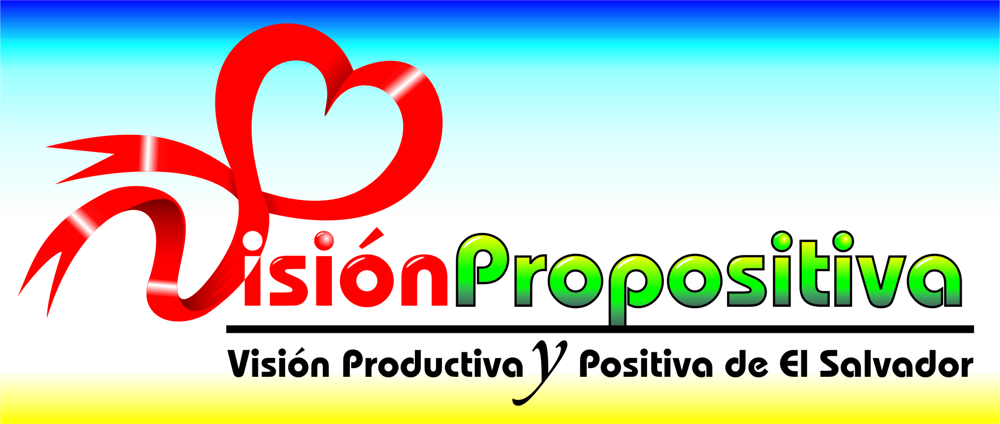 VisiónPropositiva
Visión Productiva y Positiva de El Salvador